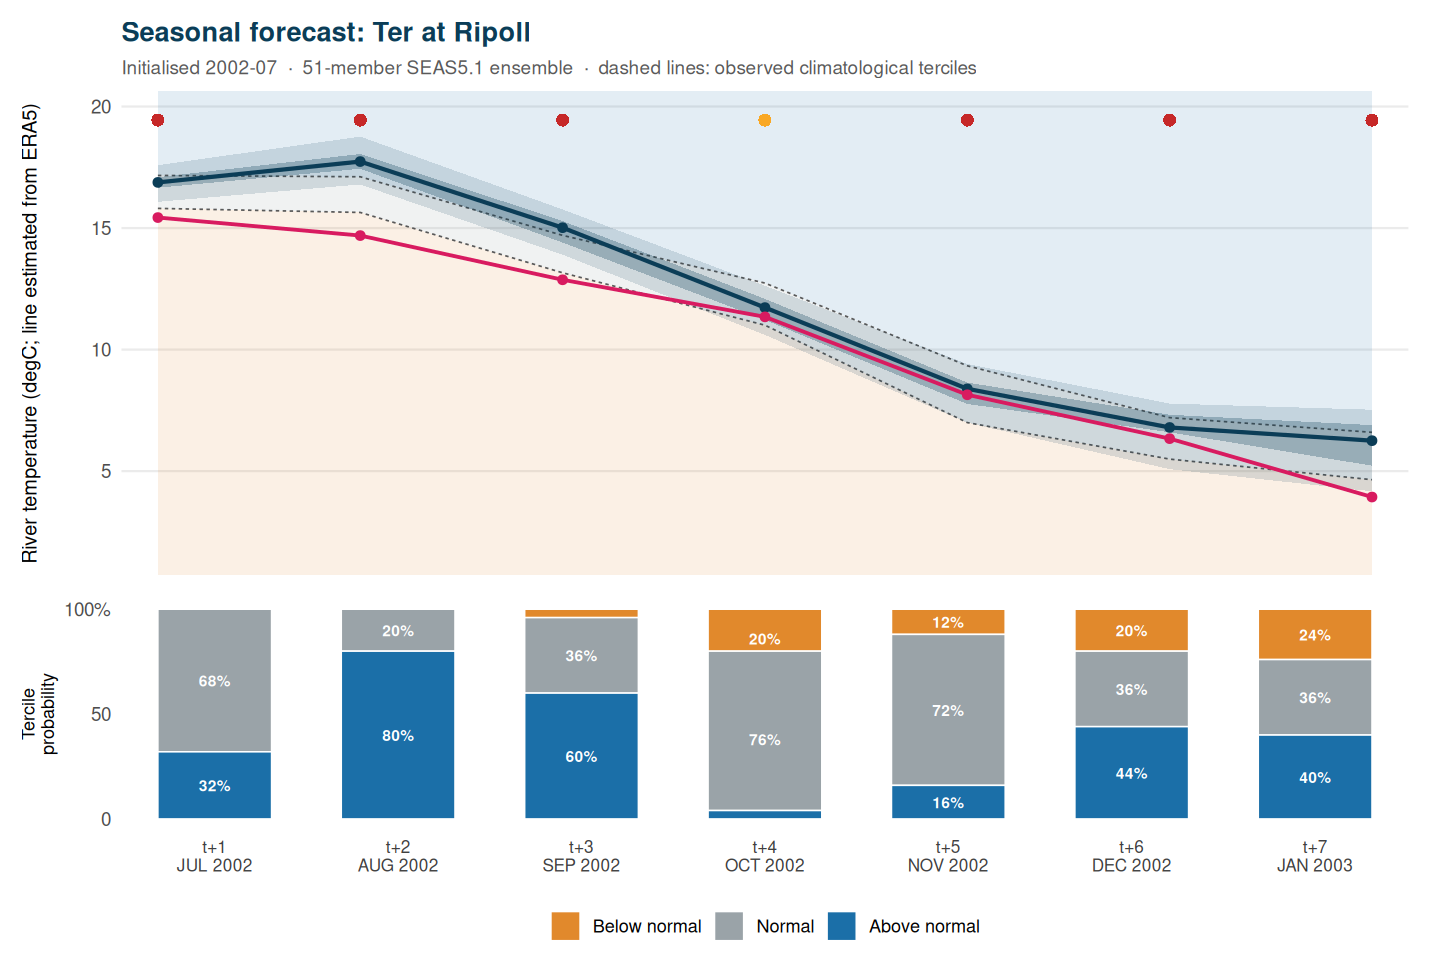 Seasonal forecast: Ter at Ripoll
Initialised 2002-07 · 51-member SEAS5.1 ensemble · dashed lines: observed climatological terciles
River temperature (degC; line estimated from ERA5)
20
15
10
5
Tercile
probability
100%
50
0
68%
32%
20%
80%
36%
60%
20%
76%
12%
72%
16%
20%
36%
44%
24%
36%
40%
t+1
JUL 2002
t+2
AUG 2002
t+3
SEP 2002
t+4
OCT 2002
t+5
NOV 2002
t+6
DEC 2002
t+7
JAN 2003
Below normal
Normal
Above normal